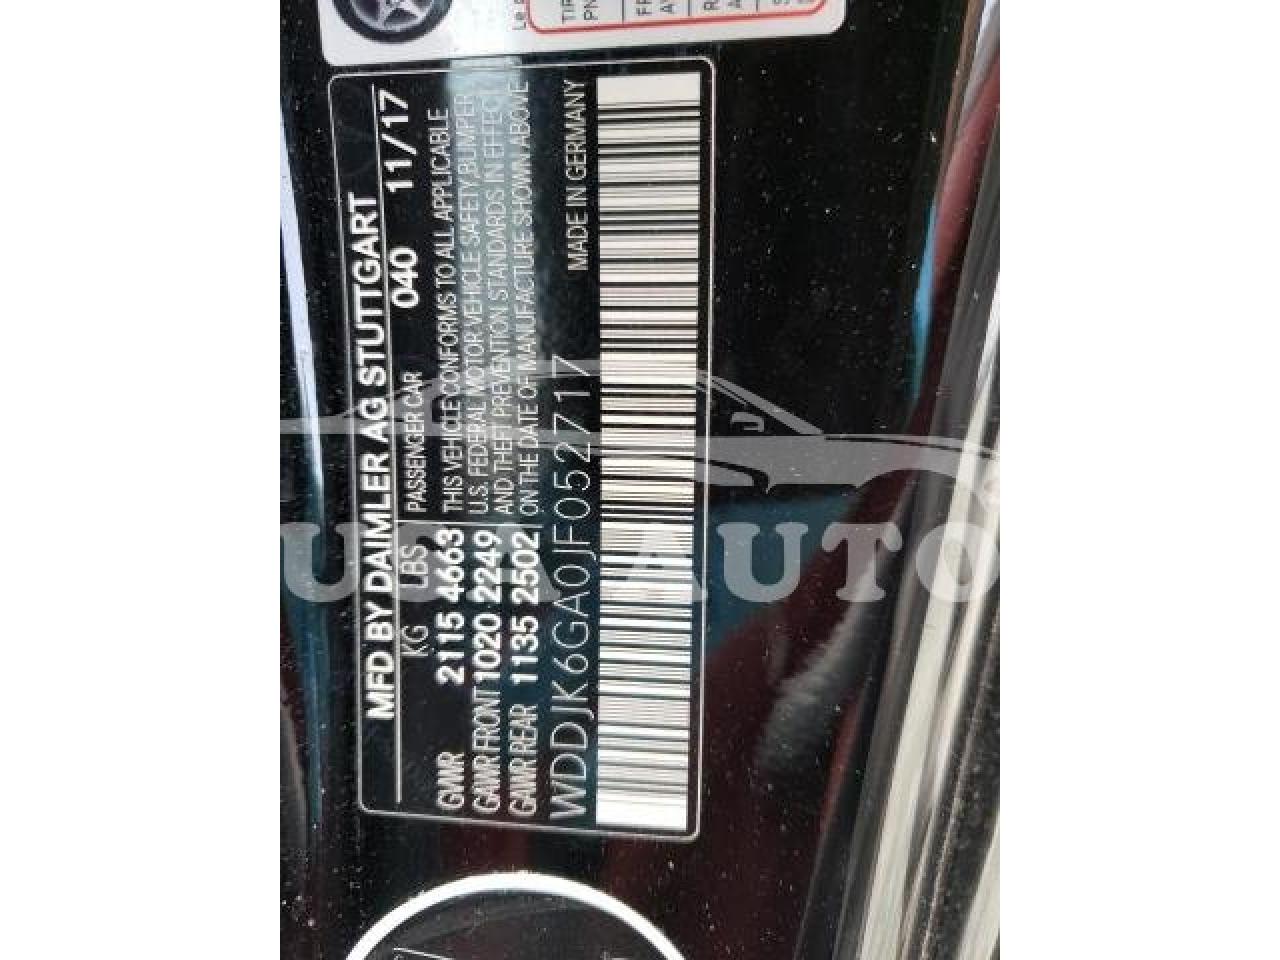 MFD BY DAIMLER AG STUTTGART
KG LBS PASSENGER CAR 040 11/17
GVWR 2115 4663 THIS VEHICLE CONFORMS TO ALL APPLICABLE
GAWR FRONT 1020 2249 U.S. FEDERAL MOTOR VEHICLE SAFETY,BUMPER
GAWR REAR 1135 2502 AND THEFT PREVENTION STANDARDS IN EFFECT
ON THE DATE OF MANUFACTURE SHOWN ABOVE
WDDJK6GA0JF052717 MADE IN GERMANY
USA AUTO